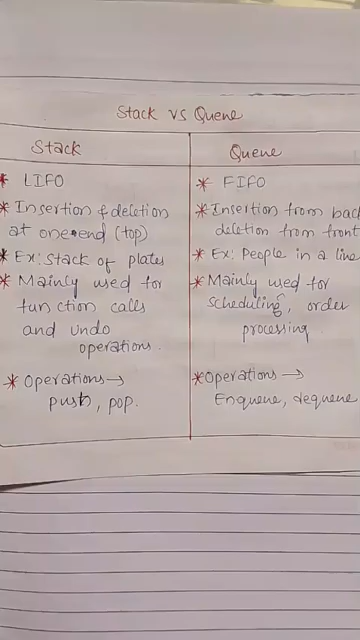 Stack vs Queue
Stack
* LIFO
* Insertion & deletion
at one end (top)
* Ex: Stack of plates
* Mainly used for
function calls
and undo
operations.
* Operations →
push, pop.
Queue
* FIFO
* Insertion from back
deletion from front
* Ex: People in a line
* Mainly used for
scheduling, order
processing.
* Operations →
Enqueue, dequeue